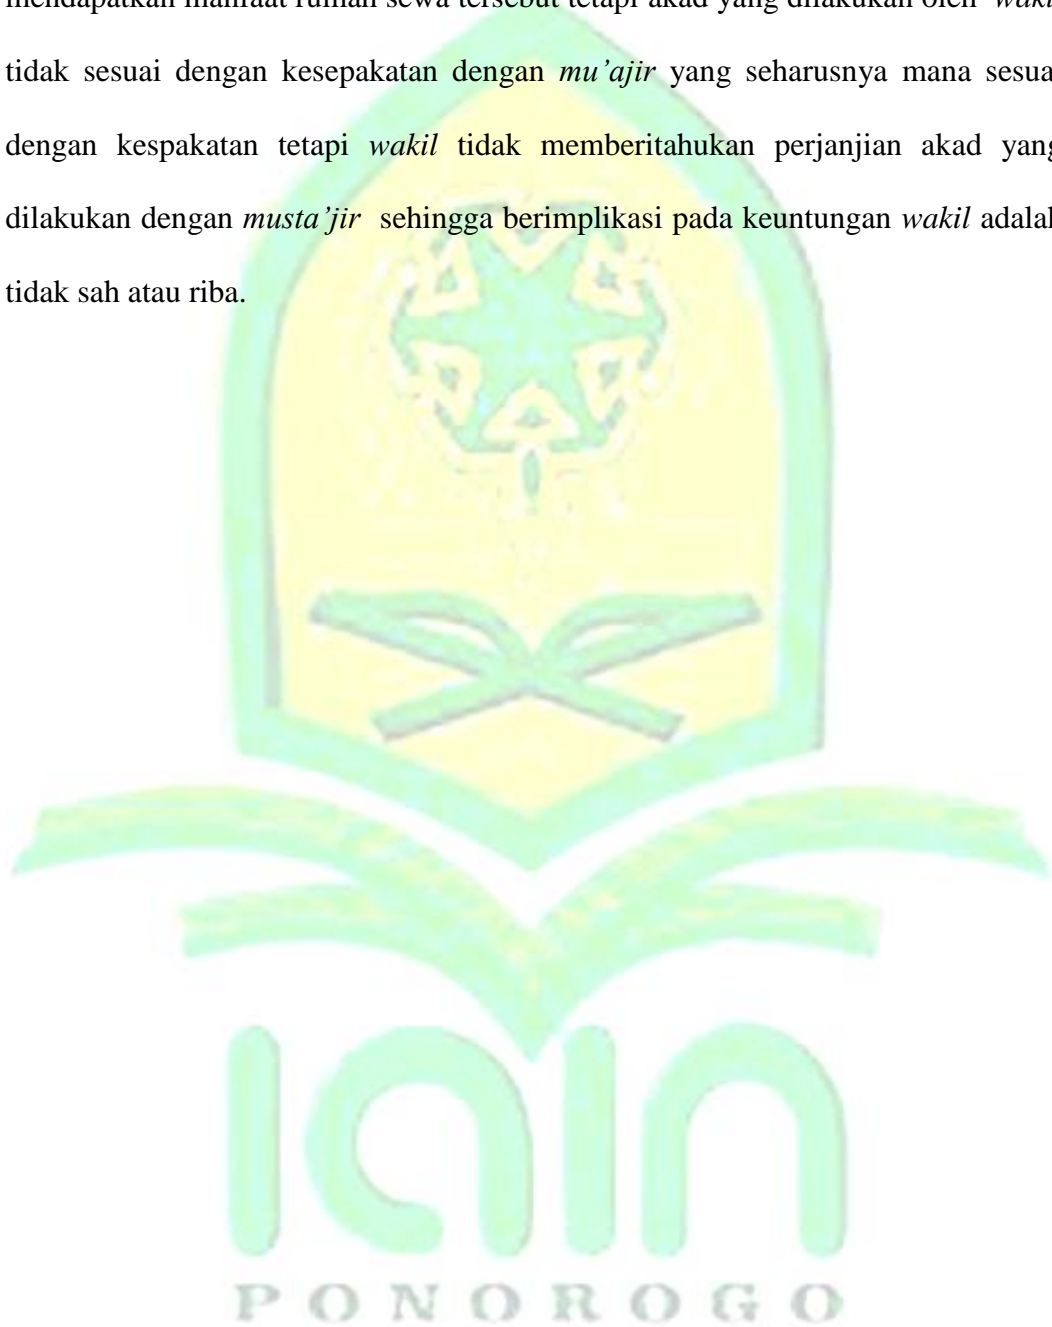 mendapatkan manfaat rumah sewa tersebut tetapi akad yang dilakukan oleh wakil
tidak sesuai dengan kesepakatan dengan mu’ajir yang seharusnya mana sesua
dengan kespakatan tetapi wakil tidak memberitahukan perjanjian akad yang
dilakukan dengan musta’jir sehingga berimplikasi pada keuntungan wakil adalah
tidak sah atau riba.
iain
PONOROGO